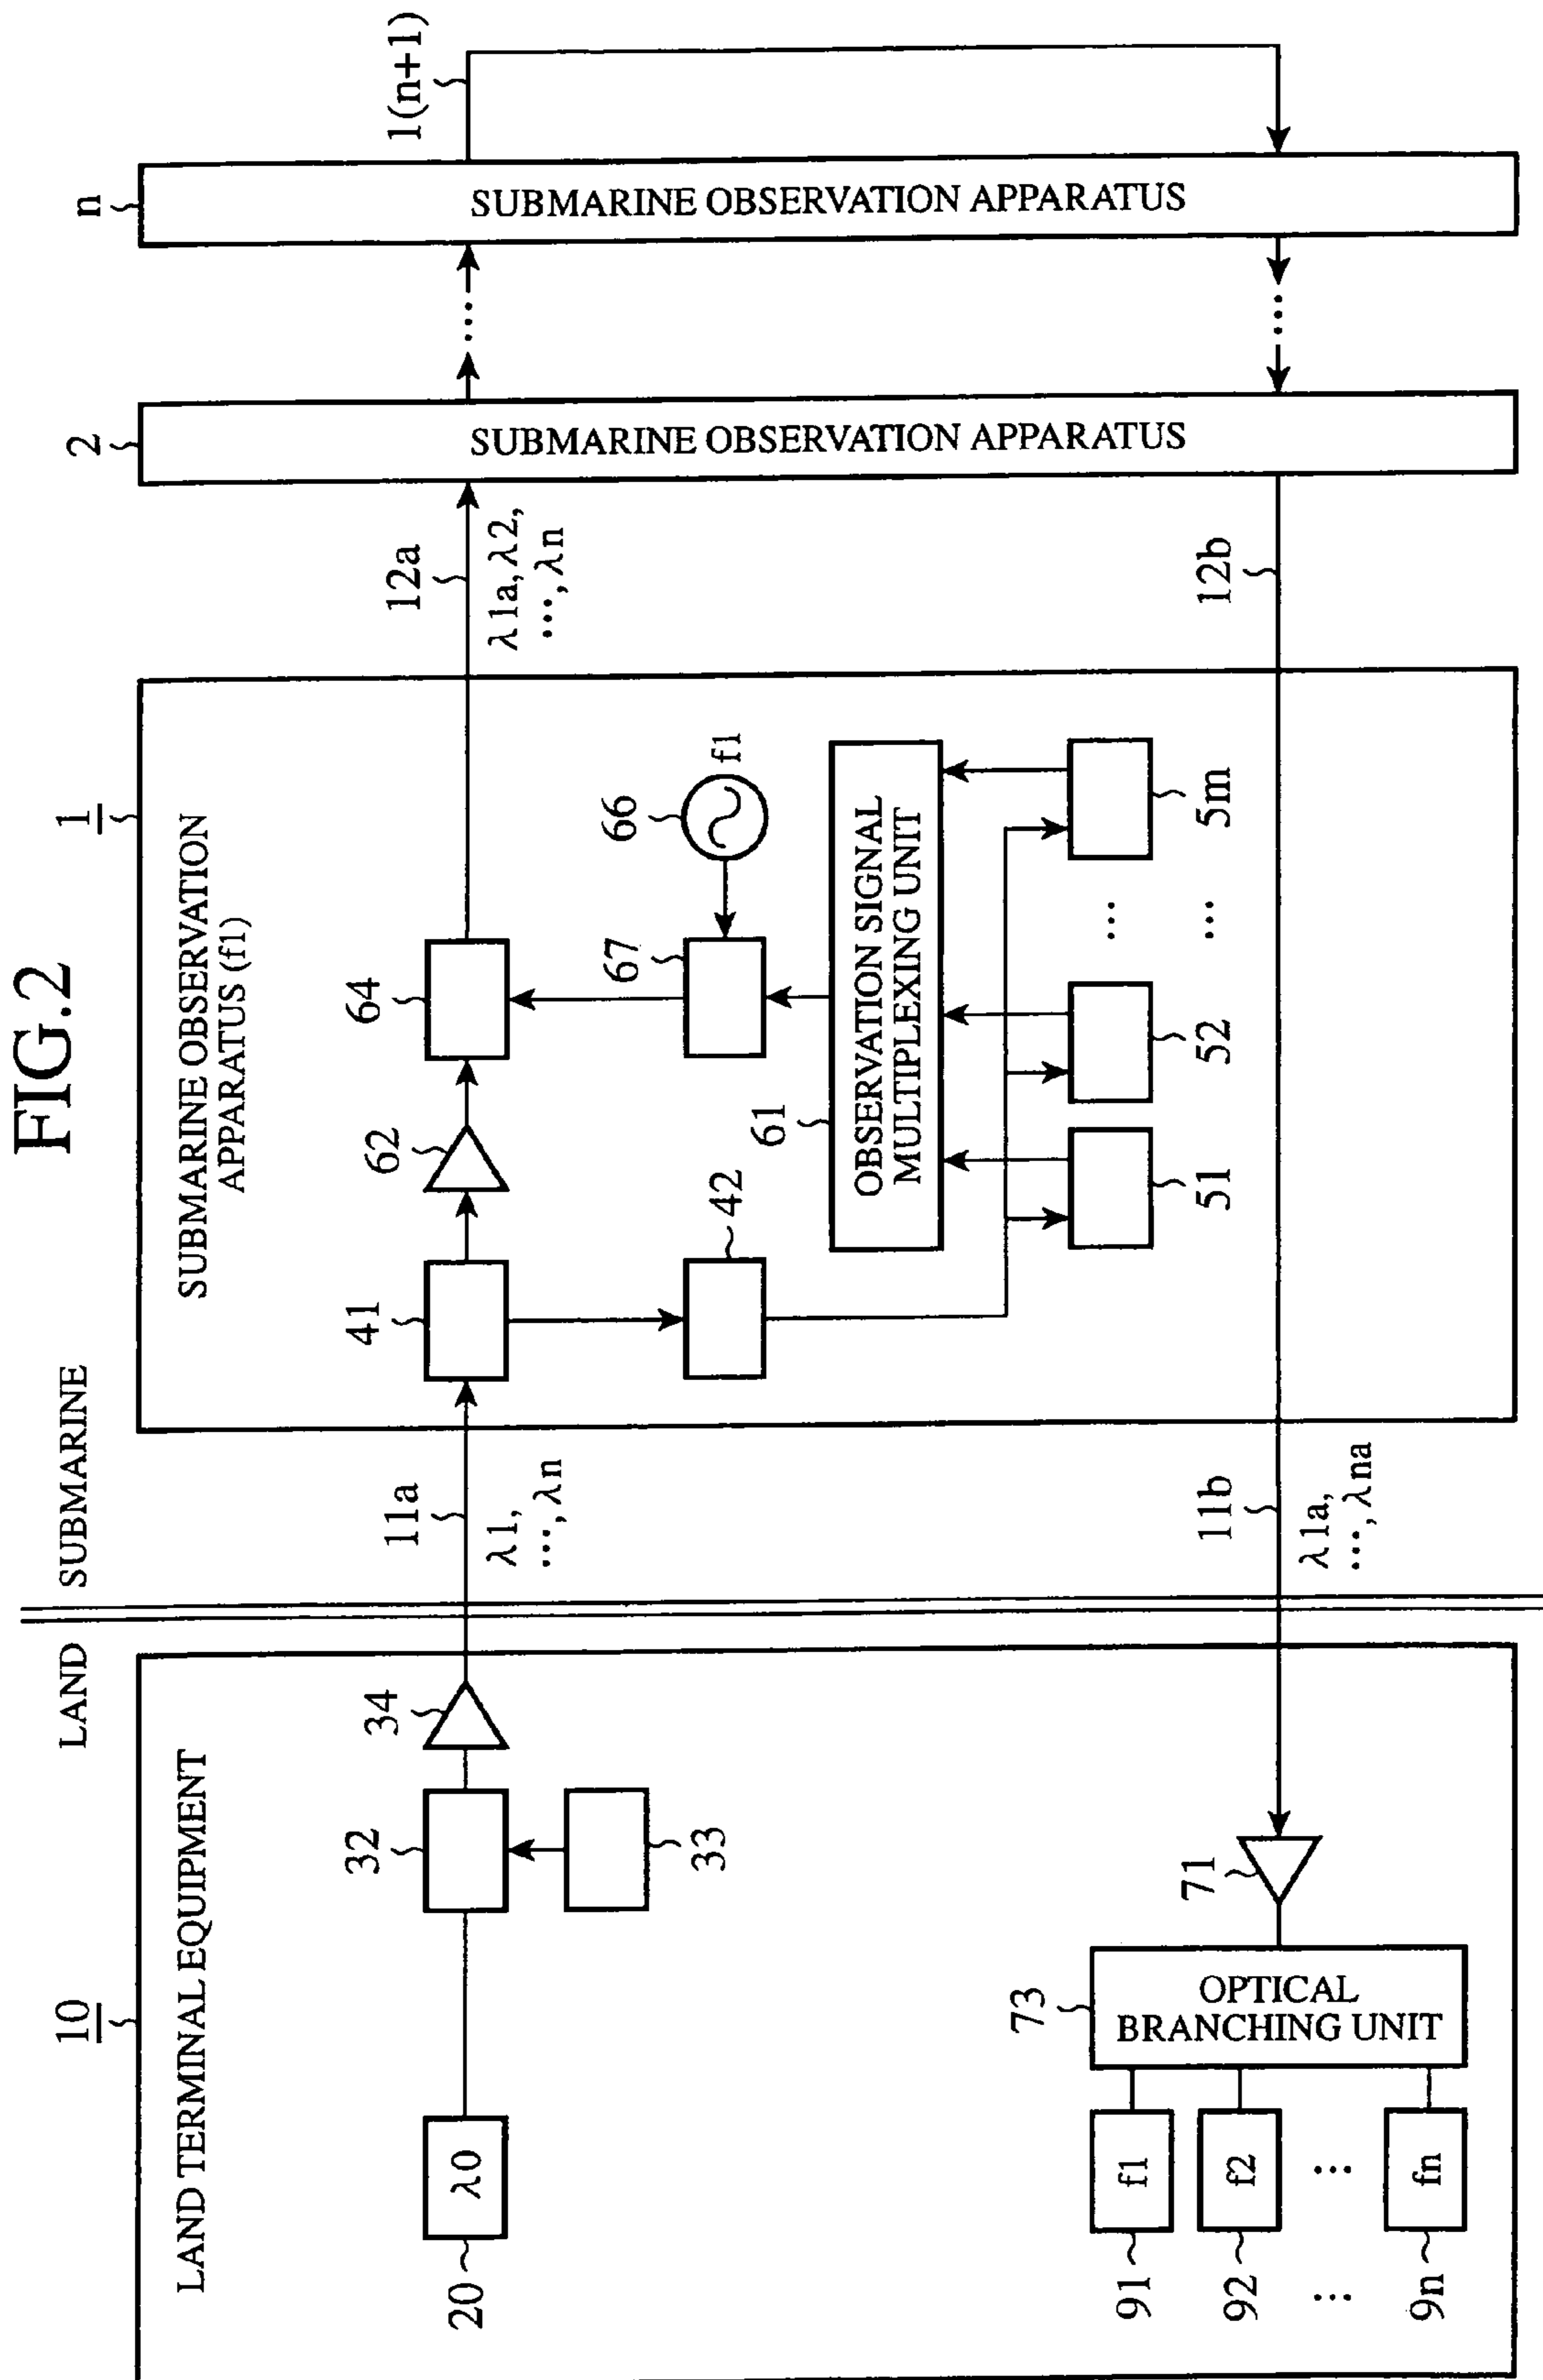 FIG.2
LAND
SUBMARINE
10
LAND TERMINAL EQUIPMENT
20
λ0
32
33
34
11a
λ1,
..., λn
1
SUBMARINE OBSERVATION
APPARATUS (f1)
41
62
64
42
67
66
f1
61
OBSERVATION SIGNAL
MULTIPLEXING UNIT
51
52
...
...
5m
12a
λ1a, λ2,
..., λn
2
SUBMARINE OBSERVATION APPARATUS
....
....
n
SUBMARINE OBSERVATION APPARATUS
1(n+1)
12b
11b
λ1a,
..., λna
71
73
OPTICAL
BRANCHING UNIT
91
f1
92
f2
...
...
9n
fn